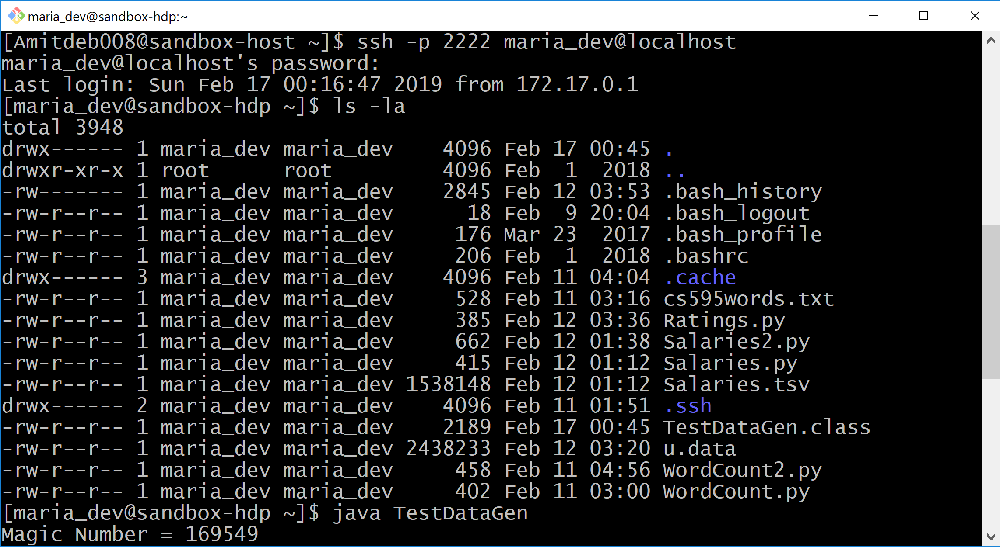 maria_dev@sandbox-hdp:~
[Amitdeb008@sandbox-host ~]$ ssh -p 2222 maria_dev@localhost
maria_dev@localhost's password:
Last login: Sun Feb 17 00:16:47 2019 from 172.17.0.1
[maria_dev@sandbox-hdp ~]$ ls -la
total 3948
drwx------ 1 maria_dev maria_dev    4096 Feb 17 00:45 .
drwxr-xr-x 1 root      root         4096 Feb  1  2018 ..
-rw------- 1 maria_dev maria_dev    2845 Feb 12 03:53 .bash_history
-rw-r--r-- 1 maria_dev maria_dev      18 Feb  9 20:04 .bash_logout
-rw-r--r-- 1 maria_dev maria_dev     176 Mar 23  2017 .bash_profile
-rw-r--r-- 1 maria_dev maria_dev     206 Feb  1  2018 .bashrc
drwx------ 3 maria_dev maria_dev    4096 Feb 11 04:04 .cache
-rw-r--r-- 1 maria_dev maria_dev     528 Feb 11 03:16 cs595words.txt
-rw-r--r-- 1 maria_dev maria_dev     385 Feb 12 03:36 Ratings.py
-rw-r--r-- 1 maria_dev maria_dev     662 Feb 12 01:38 Salaries2.py
-rw-r--r-- 1 maria_dev maria_dev     415 Feb 12 01:12 Salaries.py
-rw-r--r-- 1 maria_dev maria_dev 1538148 Feb 12 01:12 Salaries.tsv
drwx------ 2 maria_dev maria_dev    4096 Feb 11 01:51 .ssh
-rw-r--r-- 1 maria_dev maria_dev    2189 Feb 17 00:45 TestDataGen.class
-rw-r--r-- 1 maria_dev maria_dev 2438233 Feb 12 03:20 u.data
-rw-r--r-- 1 maria_dev maria_dev     458 Feb 11 04:56 WordCount2.py
-rw-r--r-- 1 maria_dev maria_dev     402 Feb 11 03:00 WordCount.py
[maria_dev@sandbox-hdp ~]$ java TestDataGen
Magic Number = 169549